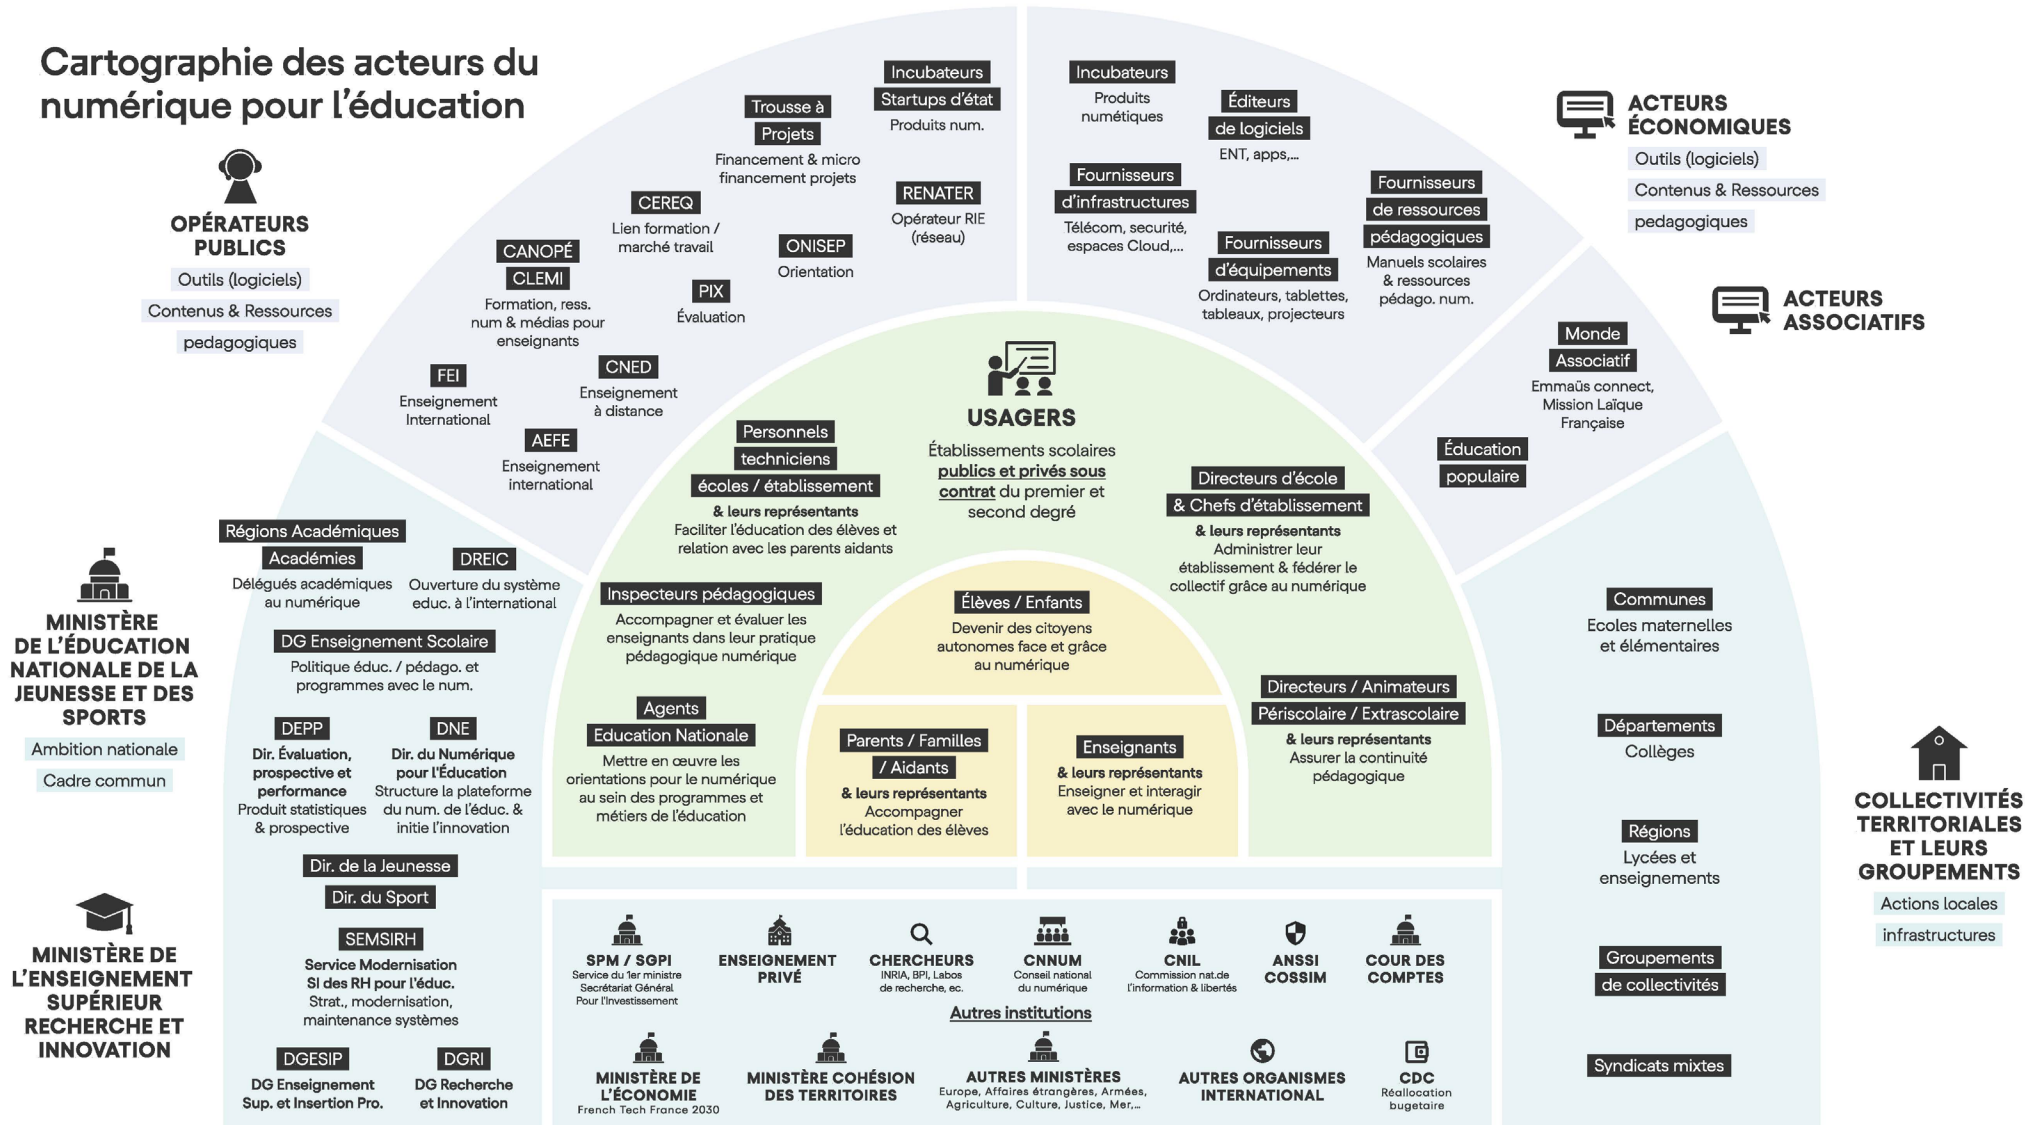 Cartographie des acteurs du
numérique pour l'éducation
OPÉRATEURS
PUBLICS
Outils (logiciels)
Contenus & Ressources
pedagogiques
Incubateurs
Startups d'état
Produits num.
Trousse à
Projets
Financement & micro
financement projets
RENATER
Opérateur RIE
(réseau)
CEREQ
Lien formation /
marché travail
ONISEP
Orientation
CANOPÉ
CLEMI
Formation, ress.
num & médias pour
enseignants
PIX
Évaluation
FEI
Enseignement
International
CNED
Enseignement
à distance
AEFE
Enseignement
international
Incubateurs
Produits
numétiques
Éditeurs
de logiciels
ENT, apps,...
Fournisseurs
d'infrastructures
Télécom, securité,
espaces Cloud,...
Fournisseurs
de ressources
pédagogiques
Manuels scolaires
& ressources
pédago. num.
Fournisseurs
d'équipements
Ordinateurs, tablettes,
tableaux, projecteurs
ACTEURS
ÉCONOMIQUES
Outils (logiciels)
Contenus & Ressources
pedagogiques
ACTEURS
ASSOCIATIFS
Monde
Associatif
Emmaüs connect,
Mission Laïque
Française
Éducation
populaire
USAGERS
Établissements scolaires
publics et privés sous
contrat du premier et
second degré
Personnels
techniciens
écoles / établissement
& leurs représentants
Faciliter l'éducation des élèves et
relation avec les parents aidants
Directeurs d'école
& Chefs d'établissement
& leurs représentants
Administrer leur
établissement & fédérer le
collectif grâce au numérique
Inspecteurs pédagogiques
Accompagner et évaluer les
enseignants dans leur pratique
pédagogique numérique
Élèves / Enfants
Devenir des citoyens
autonomes face et grâce
au numérique
Agents
Education Nationale
Mettre en œuvre les
orientations pour le numérique
au sein des programmes et
métiers de l'éducation
Parents / Familles
/ Aidants
& leurs représentants
Accompagner
l'éducation des élèves
Enseignants
& leurs représentants
Enseigner et interagir
avec le numérique
Directeurs / Animateurs
Périscolaire / Extrascolaire
& leurs représentants
Assurer la continuité
pédagogique
MINISTÈRE
DE L'ÉDUCATION
NATIONALE DE LA
JEUNESSE ET DES
SPORTS
Ambition nationale
Cadre commun
MINISTÈRE DE
L'ENSEIGNEMENT
SUPÉRIEUR
RECHERCHE ET
INNOVATION
Régions Académiques
Académies
Délégués académiques
au numérique
DREIC
Ouverture du système
educ. à l'international
DG Enseignement Scolaire
Politique éduc. / pédago. et
programmes avec le num.
DEPP
Dir. Évaluation,
prospective et
performance
Produit statistiques
& prospective
DNE
Dir. du Numérique
pour l'Éducation
Structure la plateforme
du num. de l'éduc. &
initie l'innovation
Dir. de la Jeunesse
Dir. du Sport
SEMSIRH
Service Modernisation
SI des RH pour l'éduc.
Strat., modernisation,
maintenance systèmes
DGESIP
DG Enseignement
Sup. et Insertion Pro.
DGRI
DG Recherche
et Innovation
SPM / SGPI
Service du 1er ministre
Secrétariat Général
Pour l'Investissement
ENSEIGNEMENT
PRIVÉ
CHERCHEURS
INRIA, BPI, Labos
de recherche, ec.
CNNUM
Conseil national
du numérique
CNIL
Commission nat.de
l'information & libertés
ANSSI
COSSIM
COUR DES
COMPTES
Autres institutions
MINISTÈRE DE
L'ÉCONOMIE
French Tech France 2030
MINISTÈRE COHÉSION
DES TERRITOIRES
AUTRES MINISTÈRES
Europe, Affaires étrangères, Armées,
Agriculture, Culture, Justice, Mer,...
AUTRES ORGANISMES
INTERNATIONAL
CDC
Réallocation
bugetaire
Communes
Ecoles maternelles
et élémentaires
Départements
Collèges
Régions
Lycées et
enseignements
Groupements
de collectivités
Syndicats mixtes
COLLECTIVITÉS
TERRITORIALES
ET LEURS
GROUPEMENTS
Actions locales
infrastructures